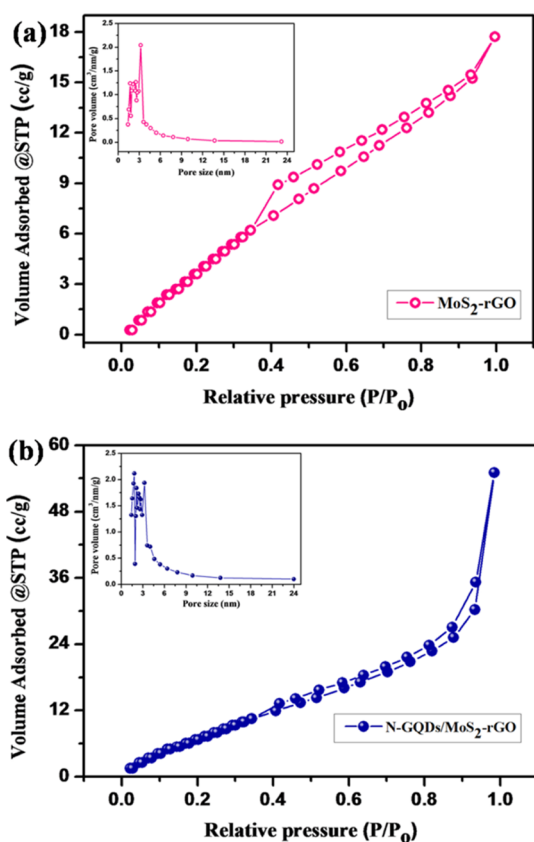 (a)
Volume Adsorbed @STP (cc/g)
18
15
12
9
6
3
0
0.0 0.2 0.4 0.6 0.8 1.0
Relative pressure (P/Po)
MoS2-rGO
Pore volume (cm3/nm/g)
2.5
2.0
1.5
1.0
0.5
0.0
0 3 6 9 12 15 18 21 24
Pore size (nm)
(b)
Volume Adsorbed @STP (cc/g)
60
48
36
24
12
0
0.0 0.2 0.4 0.6 0.8 1.0
Relative pressure (P/Po)
N-GQDs/MoS2-rGO
Pore volume (cm3/nm/g)
2.5
2.0
1.5
1.0
0.5
0.0
0 3 6 9 12 15 18 21 24
Pore size (nm)